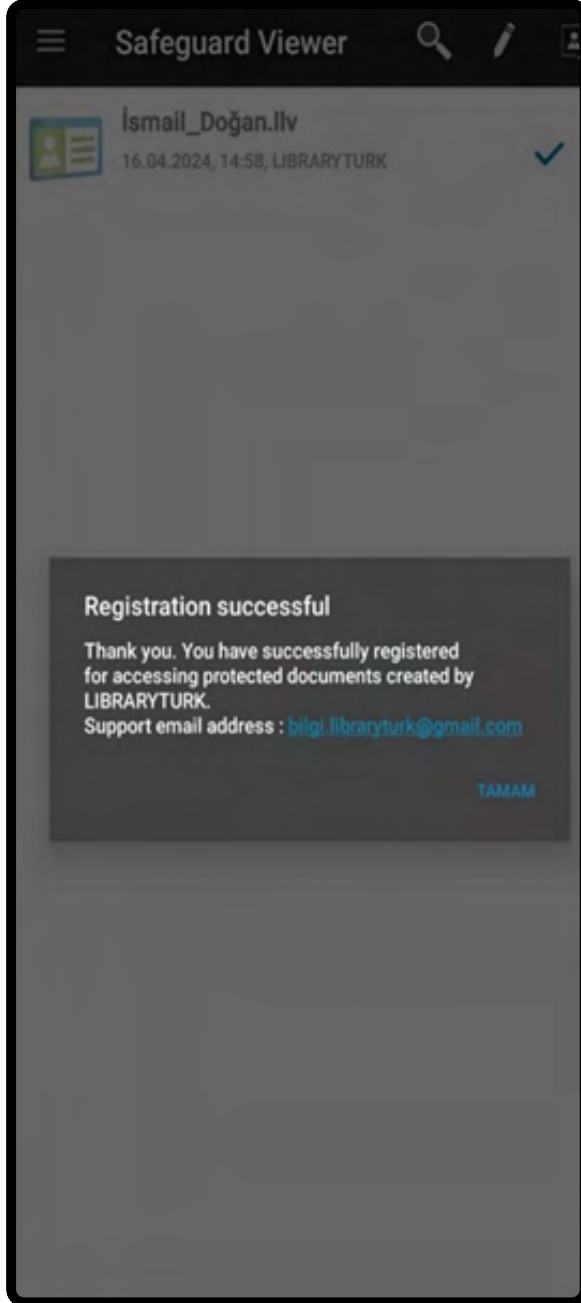 Safeguard Viewer
İsmail_Doğan.llv
16.04.2024, 14:58, LIBRARYTURK
Registration successful
Thank you. You have successfully registered
for accessing protected documents created by
LIBRARYTURK.
Support email address : bilgi.libraryturk@gmail.com
TAMAM